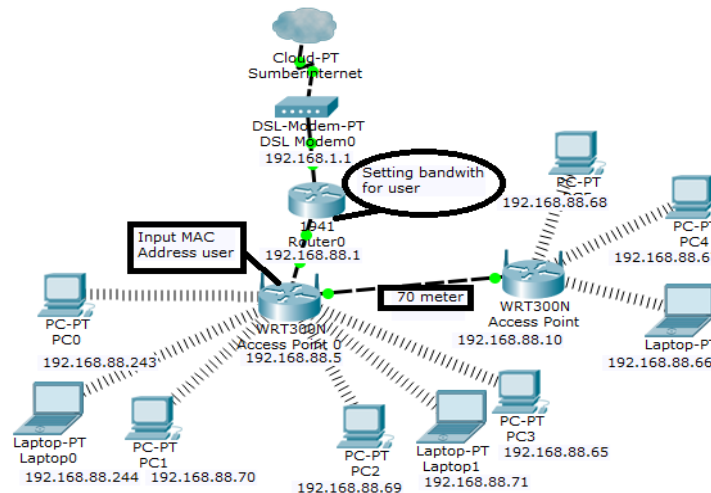 Cloud-PT
Sumberinternet
DSL-Modem-PT
DSL Modem0
192.168.1.1
Setting bandwith
for user
1941
Router0
192.168.88.1
Input MAC
Address user
PC-PT
192.168.88.68
PC-PT
PC4
192.168.88.6
70 meter
WRT300N
Access Point
192.168.88.10
Laptop-PT
192.168.88.66
WRT300N
Access Point 0
192.168.88.5
PC-PT
PC0
192.168.88.243
Laptop-PT
Laptop0
192.168.88.244
PC-PT
PC1
192.168.88.70
PC-PT
PC2
192.168.88.69
Laptop-PT
Laptop1
192.168.88.71
PC-PT
PC3
192.168.88.65